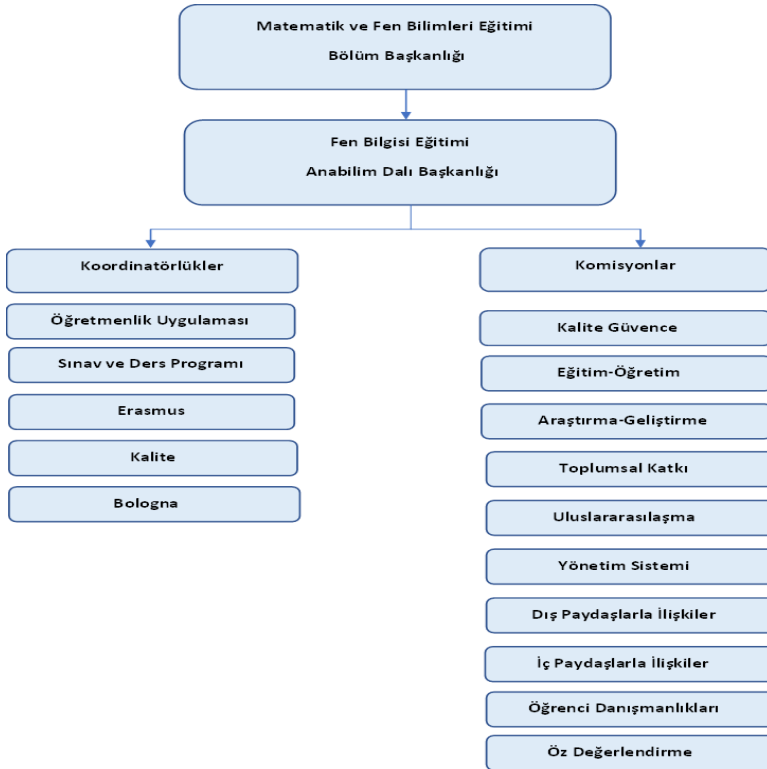 Matematik ve Fen Bilimleri Eğitimi
Bölüm Başkanlığı
Fen Bilgisi Eğitimi
Anabilim Dalı Başkanlığı
Koordinatörlükler
Öğretmenlik Uygulaması
Sınav ve Ders Programı
Erasmus
Kalite
Bologna
Komisyonlar
Kalite Güvence
Eğitim-Öğretim
Araştırma-Geliştirme
Toplumsal Katkı
Uluslararasılaşma
Yönetim Sistemi
Dış Paydaşlarla İlişkiler
İç Paydaşlarla İlişkiler
Öğrenci Danışmanlıkları
Öz Değerlendirme